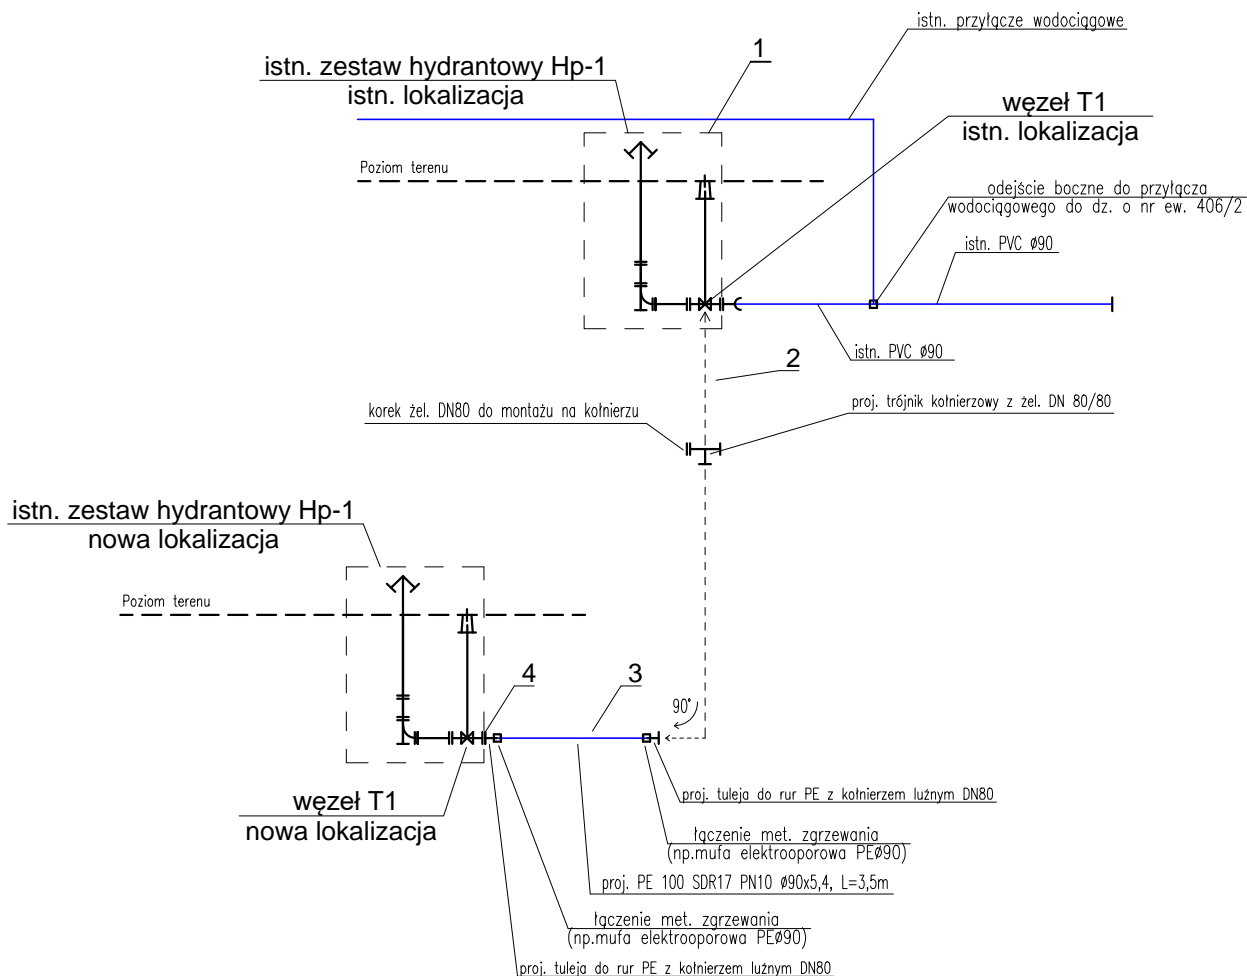 istn. przyłącze wodociągowe
1
istn. zestaw hydrantowy Hp-1
istn. lokalizacja
węzeł T1
istn. lokalizacja
Poziom terenu
odejście boczne do przyłącza
wodociągowego do dz. o nr ew. 406/2
istn. PVC ø90
istn. PVC ø90
2
korek żel. DN80 do montażu na kołnierzu
proj. trójnik kołnierzowy z żel. DN 80/80
istn. zestaw hydrantowy Hp-1
nowa lokalizacja
Poziom terenu
4
3
90°
węzeł T1
nowa lokalizacja
proj. tuleja do rur PE z kołnierzem luźnym DN80
łączenie met. zgrzewania
(np.mufa elektrooporowa PEø90)
proj. PE 100 SDR17 PN10 ø90x5,4, L=3,5m
łączenie met. zgrzewania
(np.mufa elektrooporowa PEø90)
proj. tuleja do rur PE z kołnierzem luźnym DN80